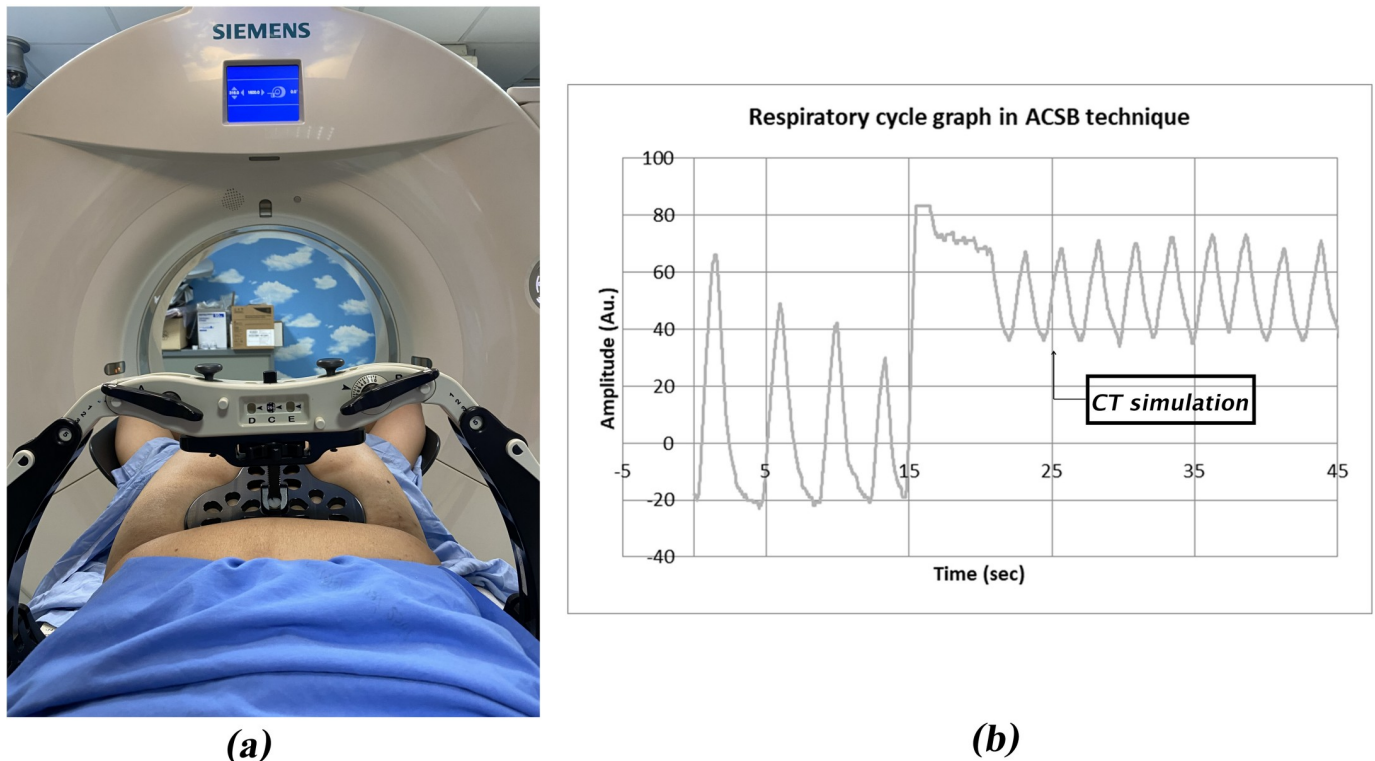 SIEMENS
D C E
(a)
Respiratory cycle graph in ACSB technique
Amplitude (Au.)
100
80
60
40
20
0
-20
-40
-5 5 15 25 35 45
CT simulation
Time (sec)
(b)